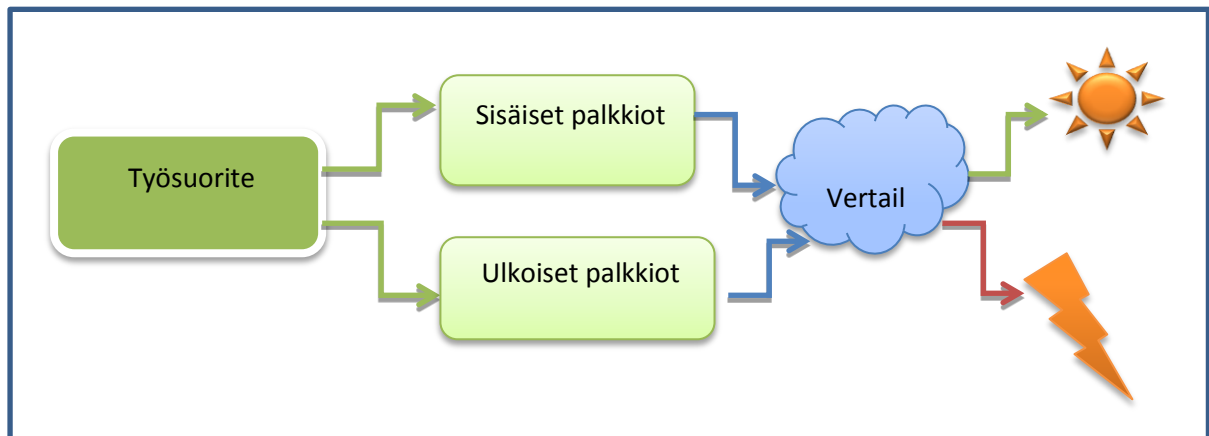 Työsuorite
Sisäiset palkkiot
Ulkoiset palkkiot
Vertail